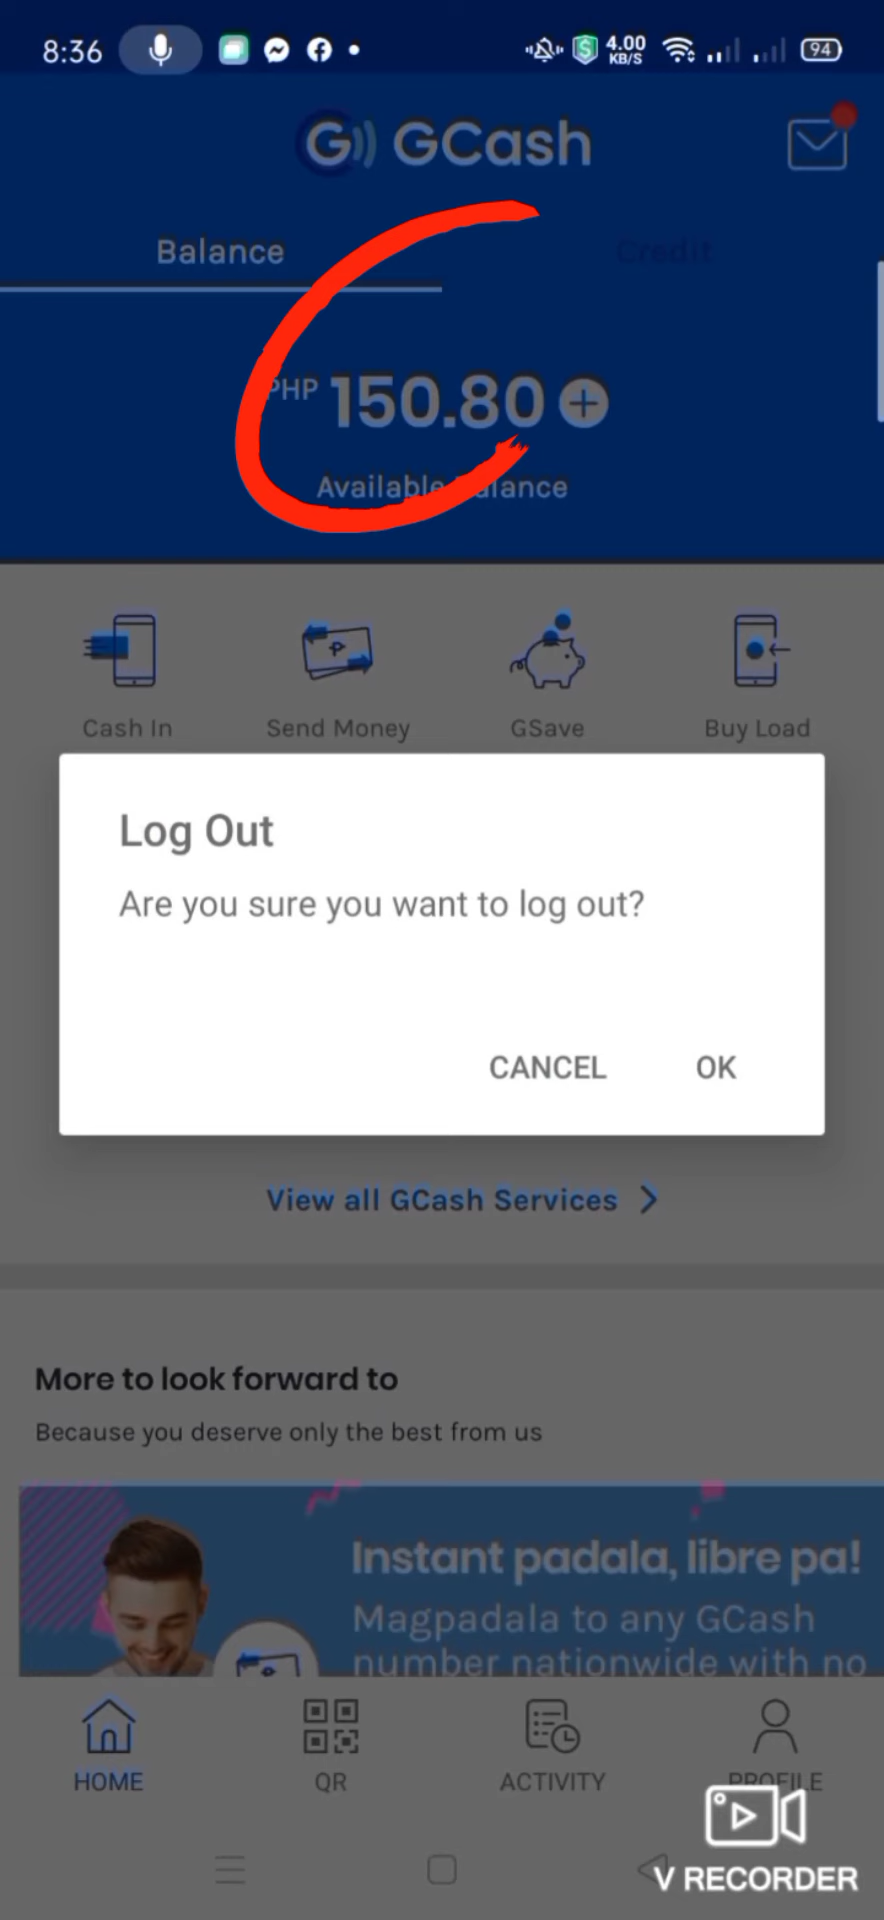 8:36
4.00
KB/S
94
G GCash
Balance
Credit
PHP 150.80
Available Balance
Cash In
Send Money
GSave
Buy Load
Log Out
Are you sure you want to log out?
CANCEL
OK
View all GCash Services
More to look forward to
Because you deserve only the best from us
Instant padala, libre pa!
Magpadala to any GCash
number nationwide with no
HOME
QR
ACTIVITY
PROFILE
V RECORDER